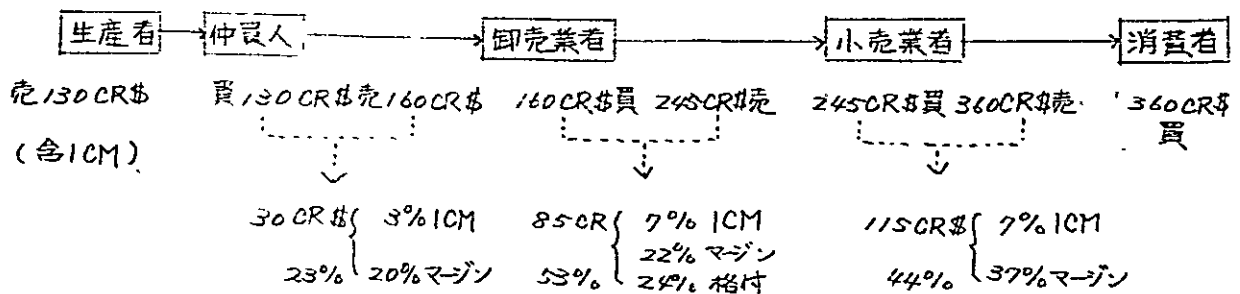 生産者 仲買人 卸売業者 小売業者 消費者
売130CR$ 買130CR$売160CR$ 160CR$買 245CR$売 245CR$買 360CR$売 360CR$
(含ICM) 買
30CR$ 3% ICM 85CR 7% ICM 115CR$ 7% ICM
22%マージン
23% 20%マージン 53% 24% 格付 44% 37%マージン